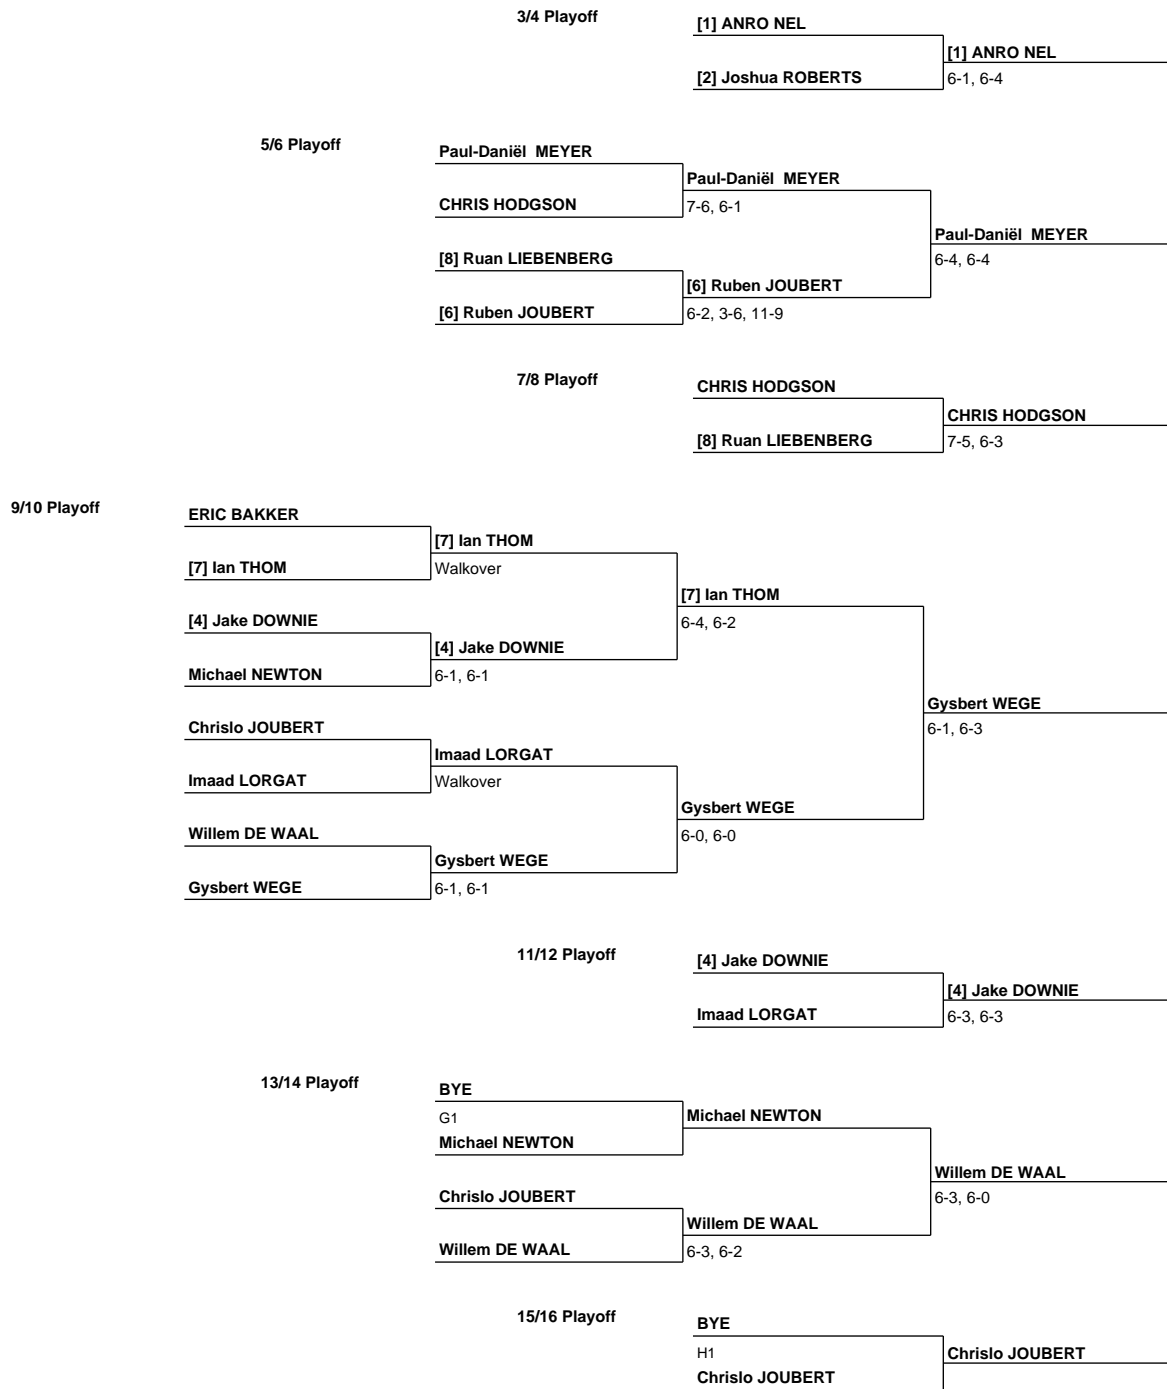 3/4 Playoff
[1] ANRO NEL
[1] ANRO NEL
[2] Joshua ROBERTS
6-1, 6-4
5/6 Playoff
Paul-Daniël  MEYER
Paul-Daniël  MEYER
CHRIS HODGSON
7-6, 6-1
Paul-Daniël  MEYER
[8] Ruan LIEBENBERG
6-4, 6-4
[6] Ruben JOUBERT
[6] Ruben JOUBERT
6-2, 3-6, 11-9
7/8 Playoff
CHRIS HODGSON
CHRIS HODGSON
[8] Ruan LIEBENBERG
7-5, 6-3
9/10 Playoff
ERIC BAKKER
[7] Ian THOM
[7] Ian THOM
Walkover
[7] Ian THOM
[4] Jake DOWNIE
6-4, 6-2
[4] Jake DOWNIE
Michael NEWTON
6-1, 6-1
Gysbert WEGE
Chrislo JOUBERT
6-1, 6-3
Imaad LORGAT
Imaad LORGAT
Walkover
Gysbert WEGE
Willem DE WAAL
6-0, 6-0
Gysbert WEGE
Gysbert WEGE
6-1, 6-1
11/12 Playoff
[4] Jake DOWNIE
[4] Jake DOWNIE
Imaad LORGAT
6-3, 6-3
13/14 Playoff
BYE
G1
Michael NEWTON
Michael NEWTON
Willem DE WAAL
Chrislo JOUBERT
6-3, 6-0
Willem DE WAAL
Willem DE WAAL
6-3, 6-2
15/16 Playoff
BYE
H1
Chrislo JOUBERT
Chrislo JOUBERT